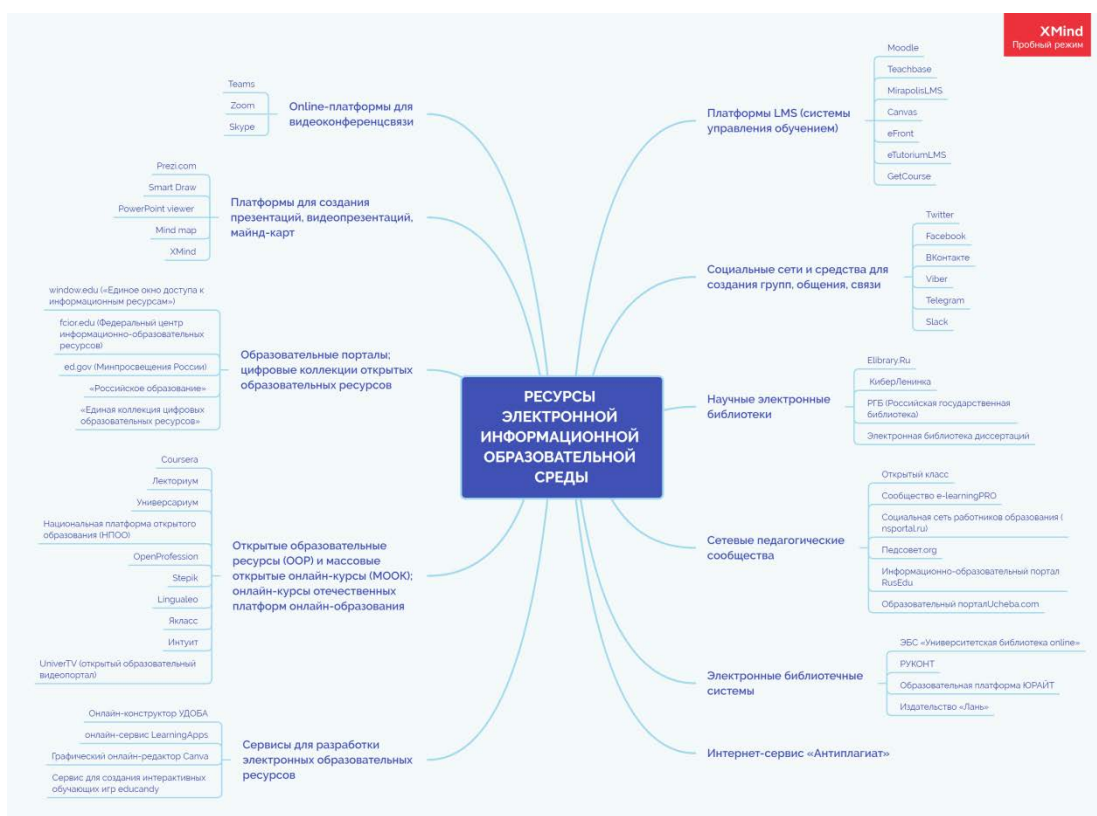 XMind
Пробный режим
РЕСУРСЫ
ЭЛЕКТРОННОЙ
ИНФОРМАЦИОННОЙ
ОБРАЗОВАТЕЛЬНОЙ
СРЕДЫ
Online-платформы для
видеоконференцсвязи
Teams
Zoom
Skype
Платформы для создания
презентаций, видеопрезентаций,
майнд-карт
Prezi.com
Smart Draw
PowerPoint viewer
Mind map
XMind
Образовательные порталы;
цифровые коллекции открытых
образовательных ресурсов
window.edu («Единое окно доступа к
информационным ресурсам»)
fcior.edu (Федеральный центр
информационно-образовательных
ресурсов)
ed.gov (Минпросвещения России)
«Российское образование»
«Единая коллекция цифровых
образовательных ресурсов»
Открытые образовательные
ресурсы (ООР) и массовые
открытые онлайн-курсы (МООК);
онлайн-курсы отечественных
платформ онлайн-образования
Coursera
Лекториум
Универсариум
Национальная платформа открытого
образования (НПОО)
OpenProfession
Stepik
Lingualeo
Якласс
Интуит
UniverTV (открытый образовательный
видеопортал)
Сервисы для разработки
электронных образовательных
ресурсов
Онлайн-конструктор УДОБА
онлайн-сервис LearningApps
Графический онлайн-редактор Canva
Сервис для создания интерактивных
обучающих игр educandy
Платформы LMS (системы
управления обучением)
Moodle
Teachbase
MirapolisLMS
Canvas
eFront
eTutoriumLMS
GetCourse
Социальные сети и средства для
создания групп, общения, связи
Twitter
Facebook
ВКонтакте
Viber
Telegram
Slack
Научные электронные
библиотеки
Elibrary.Ru
КиберЛенинка
РГБ (Российская государственная
библиотека)
Электронная библиотека диссертаций
Сетевые педагогические
сообщества
Открытый класс
Сообщество e-learningPRO
Социальная сеть работников образования (
nsportal.ru)
Педсовет.org
Информационно-образовательный портал
RusEdu
Образовательный порталUcheba.com
Электронные библиотечные
системы
ЭБС «Университетская библиотека online»
РУКОНТ
Образовательная платформа ЮРАЙТ
Издательство «Лань»
Интернет-сервис «Антиплагиат»